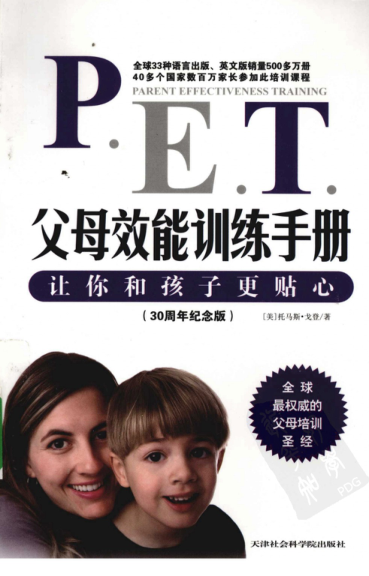 全球33种语言出版、英文版销量500多万册
40多个国家数百万家长参加此培训课程
PARENT EFFECTIVENESS TRAINING
P.E.T.
父母效能训练手册
让你和孩子更贴心
（30周年纪念版）
[美]托马斯·戈登/著
全球
最权威的
父母培训
圣经
PDG
天津社会科学院出版社